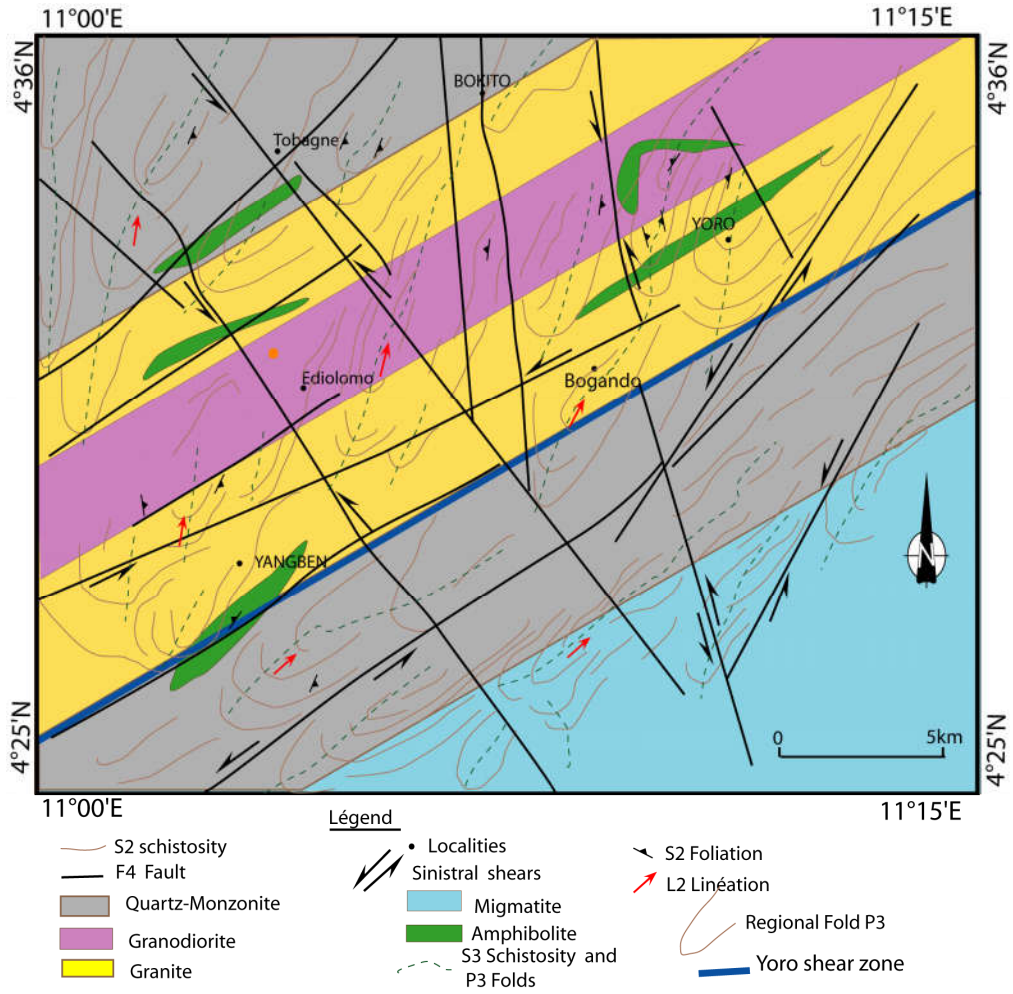 11°00'E
11°15'E
4°36'N
4°36'N
BOKITO
Tobagne
YORO
Ediolomo
Bogando
YANGBEN
N
4°25'N
4°25'N
0 5km
11°00'E
11°15'E
Légend
S2 schistosity
F4 Fault
Quartz-Monzonite
Granodiorite
Granite
Localities
Sinistral shears
Migmatite
Amphibolite
S3 Schistosity and
P3 Folds
S2 Foliation
L2 Linéation
Regional Fold P3
Yoro shear zone